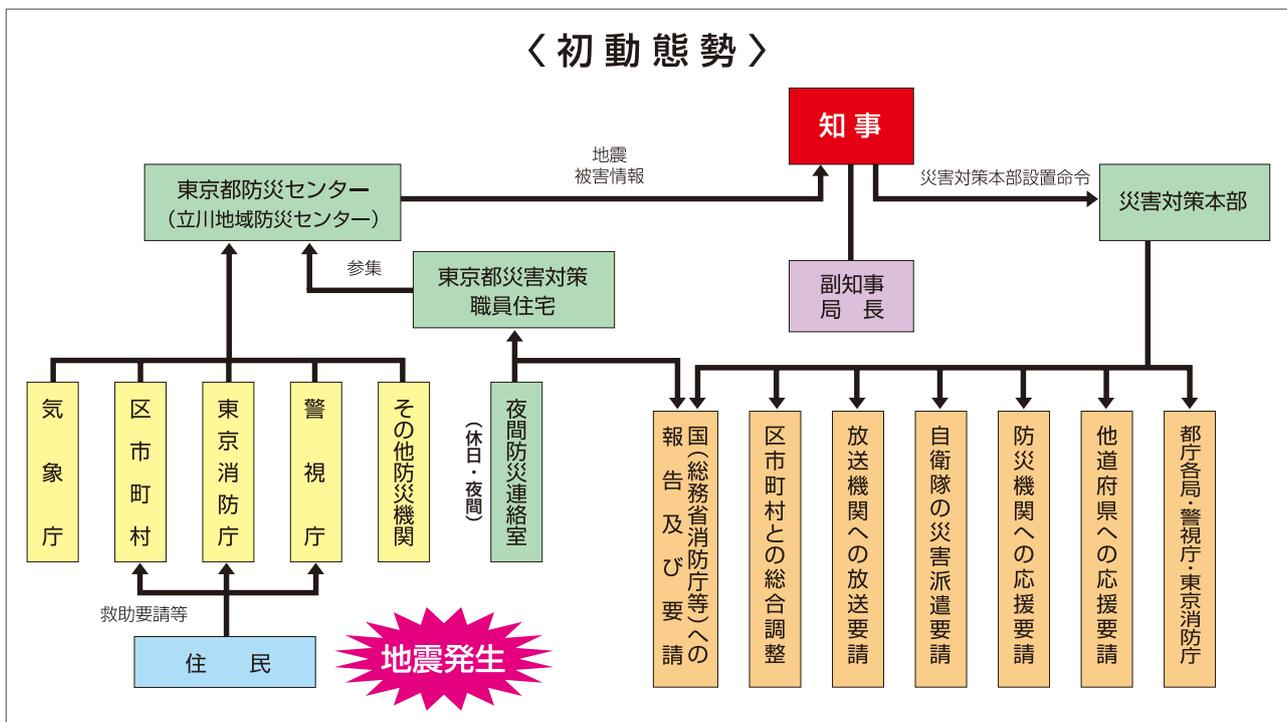 〈初動態勢〉
知事
地震
被害情報
災害対策本部設置命令
東京都防災センター
（立川地域防災センター）
災害対策本部
参集
東京都災害対策
職員住宅
副知事
局　長
気象庁
区市町村
東京消防庁
警視庁
その他防災機関
（休日・夜間）
夜間防災連絡室
国（総務省消防庁等）への
報告及び要請
区市町村との総合調整
放送機関への放送要請
自衛隊の災害派遣要請
防災機関への応援要請
他道府県への応援要請
都庁各局・警視庁・東京消防庁
救助要請等
住　民
地震発生